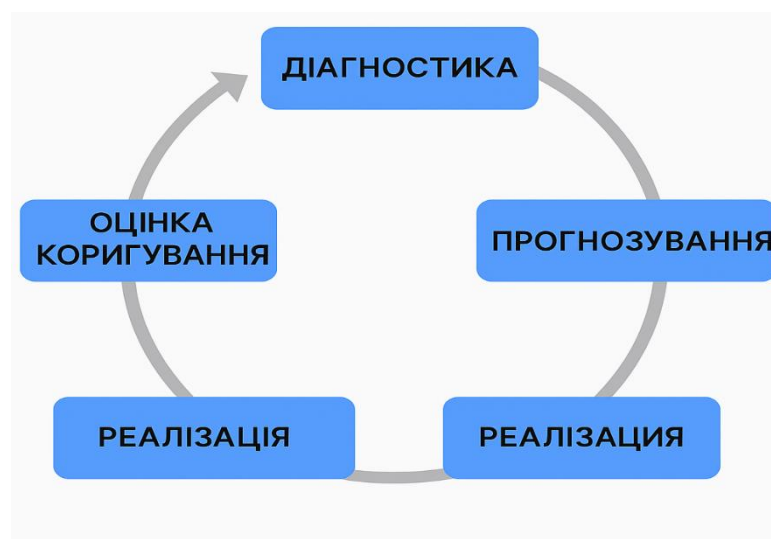 ДІАГНОСТИКА
ПРОГНОЗУВАННЯ
РЕАЛІЗАЦИЯ
РЕАЛІЗАЦІЯ
ОЦІНКА
КОРИГУВАННЯ